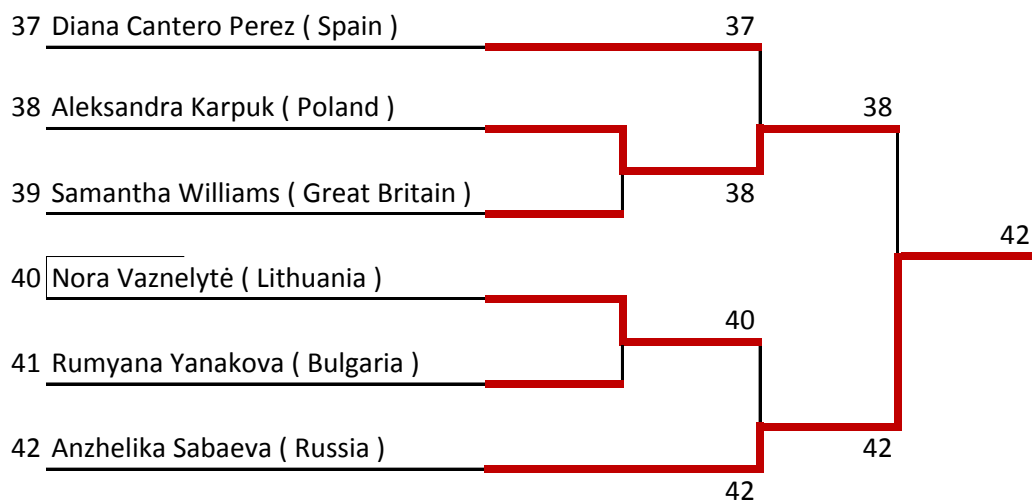 37 Diana Cantero Perez ( Spain )
37
38 Aleksandra Karpuk ( Poland )
38
39 Samantha Williams ( Great Britain )
38
42
40 Nora Vaznelytė ( Lithuania )
40
41 Rumyana Yanakova ( Bulgaria )
42 Anzhelika Sabaeva ( Russia )
42
42